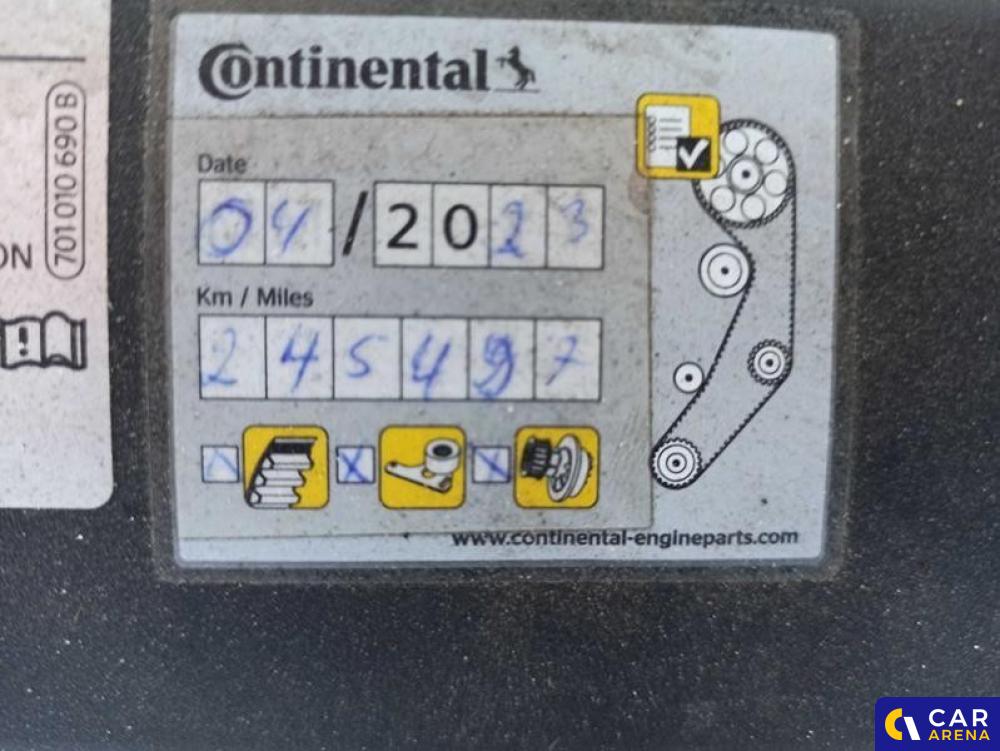 Continental
Date
04/2023
Km / Miles
245497
www.continental-engineparts.com
701 010 690 B
ON
CAR
ARENA